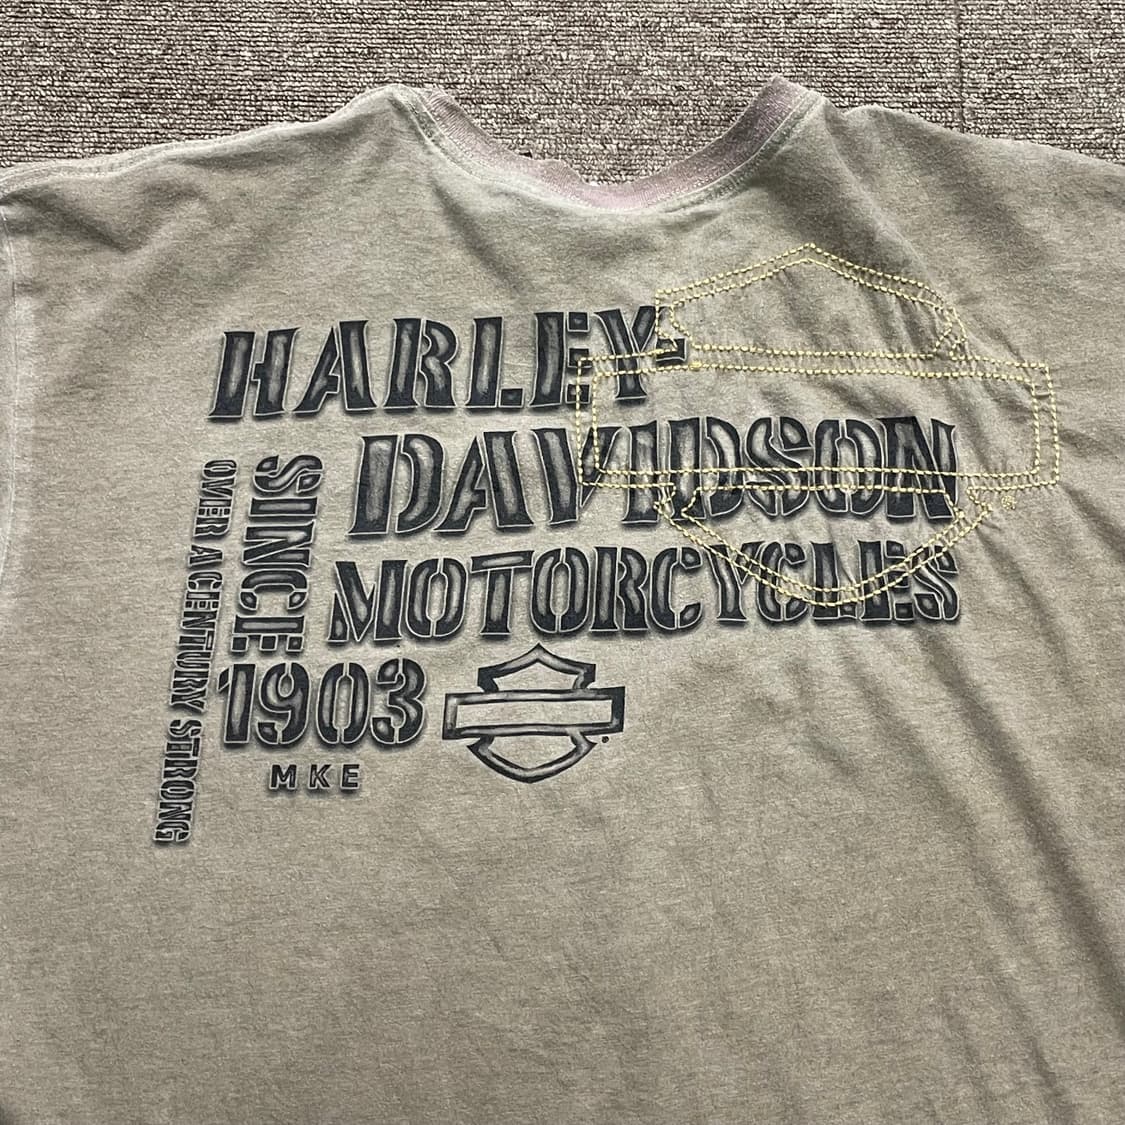 HARLEY-
DAVIDSON
MOTORCYCLES
SINCE
1903
OVER A CENTURY STRONG
MKE
®